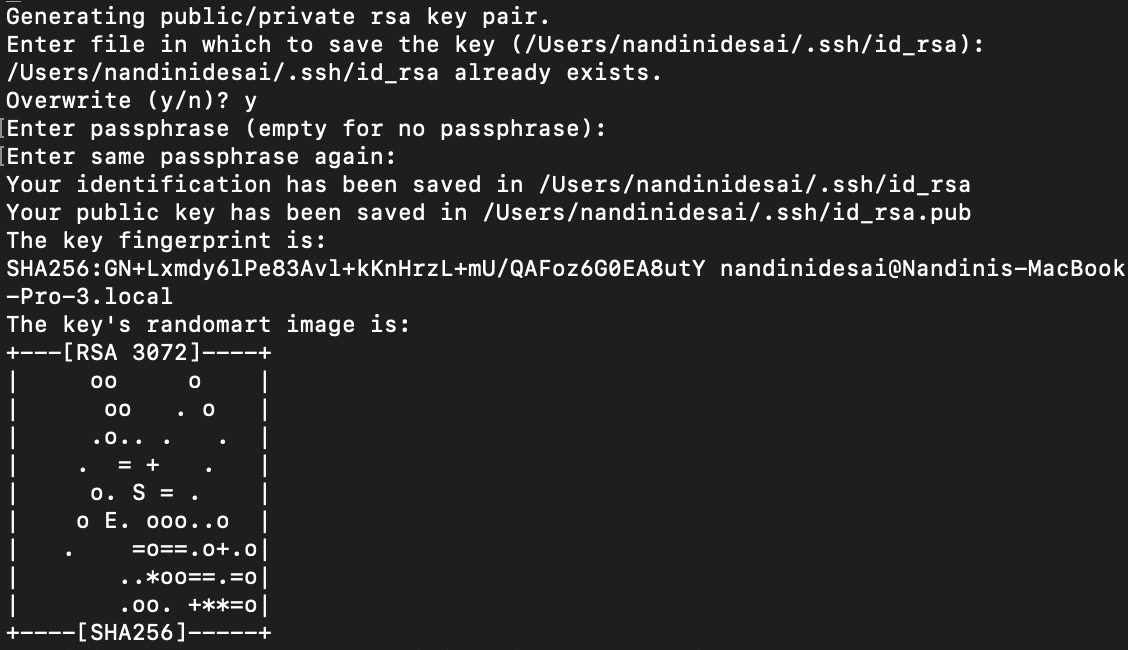 Generating public/private rsa key pair.
Enter file in which to save the key (/Users/nandinidesai/.ssh/id_rsa):
/Users/nandinidesai/.ssh/id_rsa already exists.
Overwrite (y/n)? y
[Enter passphrase (empty for no passphrase):
[Enter same passphrase again:
Your identification has been saved in /Users/nandinidesai/.ssh/id_rsa
Your public key has been saved in /Users/nandinidesai/.ssh/id_rsa.pub
The key fingerprint is:
SHA256:GN+Lxmdy6lPe83Avl+kKnHrzL+mU/QAFoz6G0EA8utY nandinidesai@Nandinis-MacBook
-Pro-3.local
The key's randomart image is:
+---[RSA 3072]----+
|     oo     o    |
|      oo   . o   |
|     .o.. .   .  |
|    .  = +   .   |
|     o. S = .    |
|    o E. ooo..o  |
|   .    =o==.o+.o|
|       ..*oo==.=o|
|       .oo. +**=o|
+----[SHA256]-----+